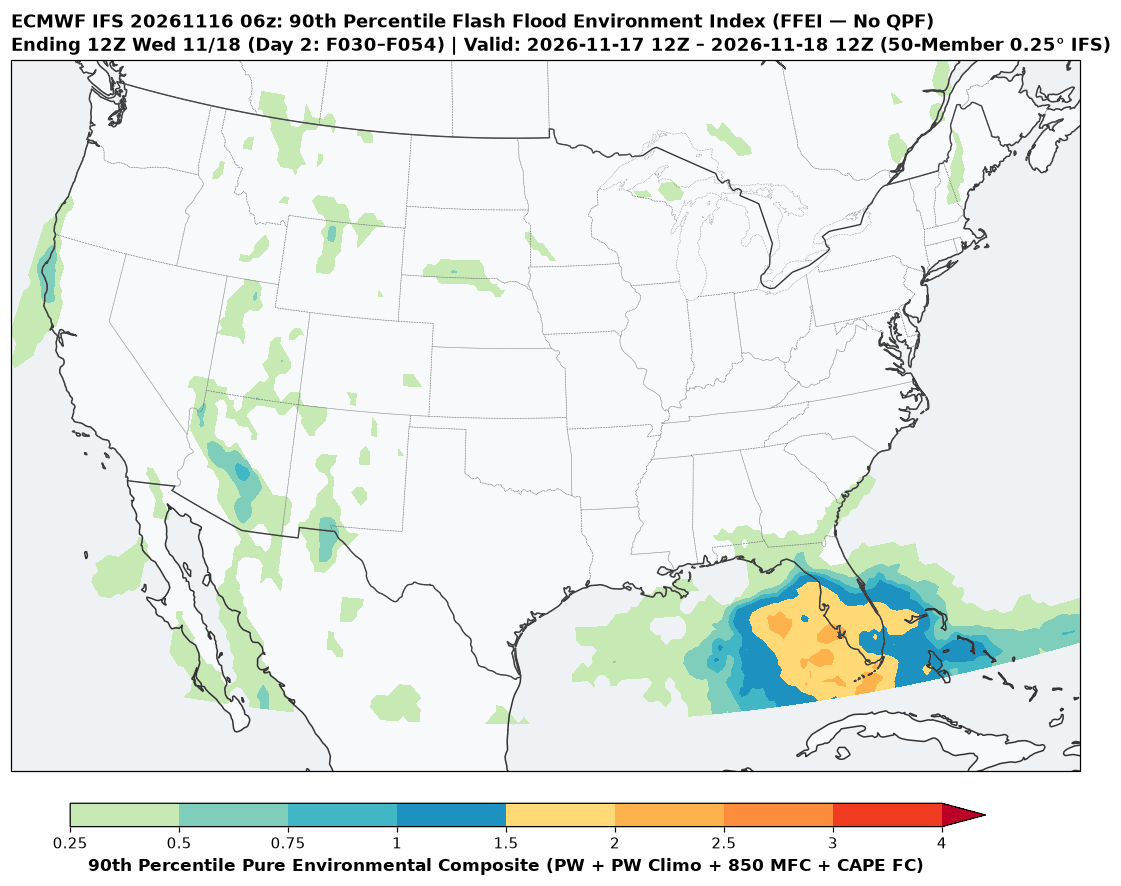 ECMWF IFS 20261116 06z: 90th Percentile Flash Flood Environment Index (FFEI — No QPF)
Ending 12Z Wed 11/18 (Day 2: F030–F054) | Valid: 2026-11-17 12Z – 2026-11-18 12Z (50-Member 0.25° IFS)
0.25 0.5 0.75 1 1.5 2 2.5 3 4
90th Percentile Pure Environmental Composite (PW + PW Climo + 850 MFC + CAPE FC)